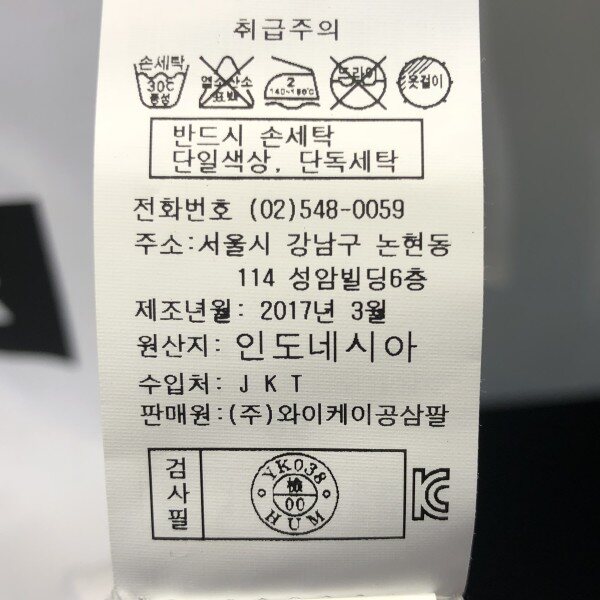 취급주의
손세탁
30℃
중성
염소산소
표백
2
140~160℃
드라이
옷걸이
반드시 손세탁
단일색상, 단독세탁
전화번호 (02)548-0059
주소:서울시 강남구 논현동
114 성암빌딩6층
제조년월: 2017년 3월
원산지: 인도네시아
수입처: J K T
판매원:(주)와이케이공삼팔
검사필
YK038
檢
00
HUM